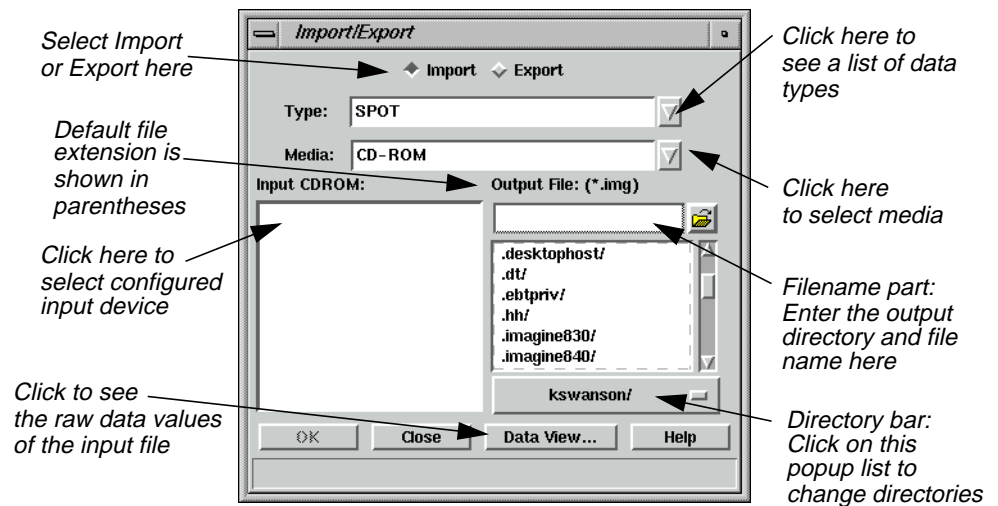 Import/Export
Select Import
or Export here
Import
Export
Click here to
see a list of data
types
Type:
SPOT
Default file
extension is
shown in
parentheses
Media:
CD-ROM
Click here
to select media
Input CDROM:
Output File: (*.img)
Click here to
select configured
input device
.desktophost/
.dt/
.ebtpriv/
.hh/
.imagine830/
.imagine840/
Filename part:
Enter the output
directory and file
name here
kswanson/
Click to see
the raw data values
of the input file
Directory bar:
Click on this
popup list to
change directories
OK
Close
Data View...
Help